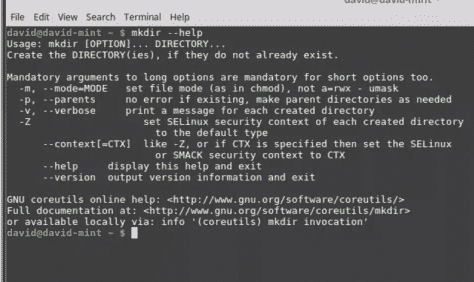 File Edit View Search Terminal Help
david@david-mint ~ $ mkdir --help
Usage: mkdir [OPTION]... DIRECTORY...
Create the DIRECTORY(ies), if they do not already exist.

Mandatory arguments to long options are mandatory for short options too.
  -m, --mode=MODE   set file mode (as in chmod), not a=rwx - umask
  -p, --parents     no error if existing, make parent directories as needed
  -v, --verbose     print a message for each created directory
  -Z                   set SELinux security context of each created directory
                         to the default type
      --context[=CTX]  like -Z, or if CTX is specified then set the SELinux
                         or SMACK security context to CTX
      --help     display this help and exit
      --version  output version information and exit

GNU coreutils online help: <http://www.gnu.org/software/coreutils/>
Full documentation at: <http://www.gnu.org/software/coreutils/mkdir>
or available locally via: info '(coreutils) mkdir invocation'
david@david-mint ~ $